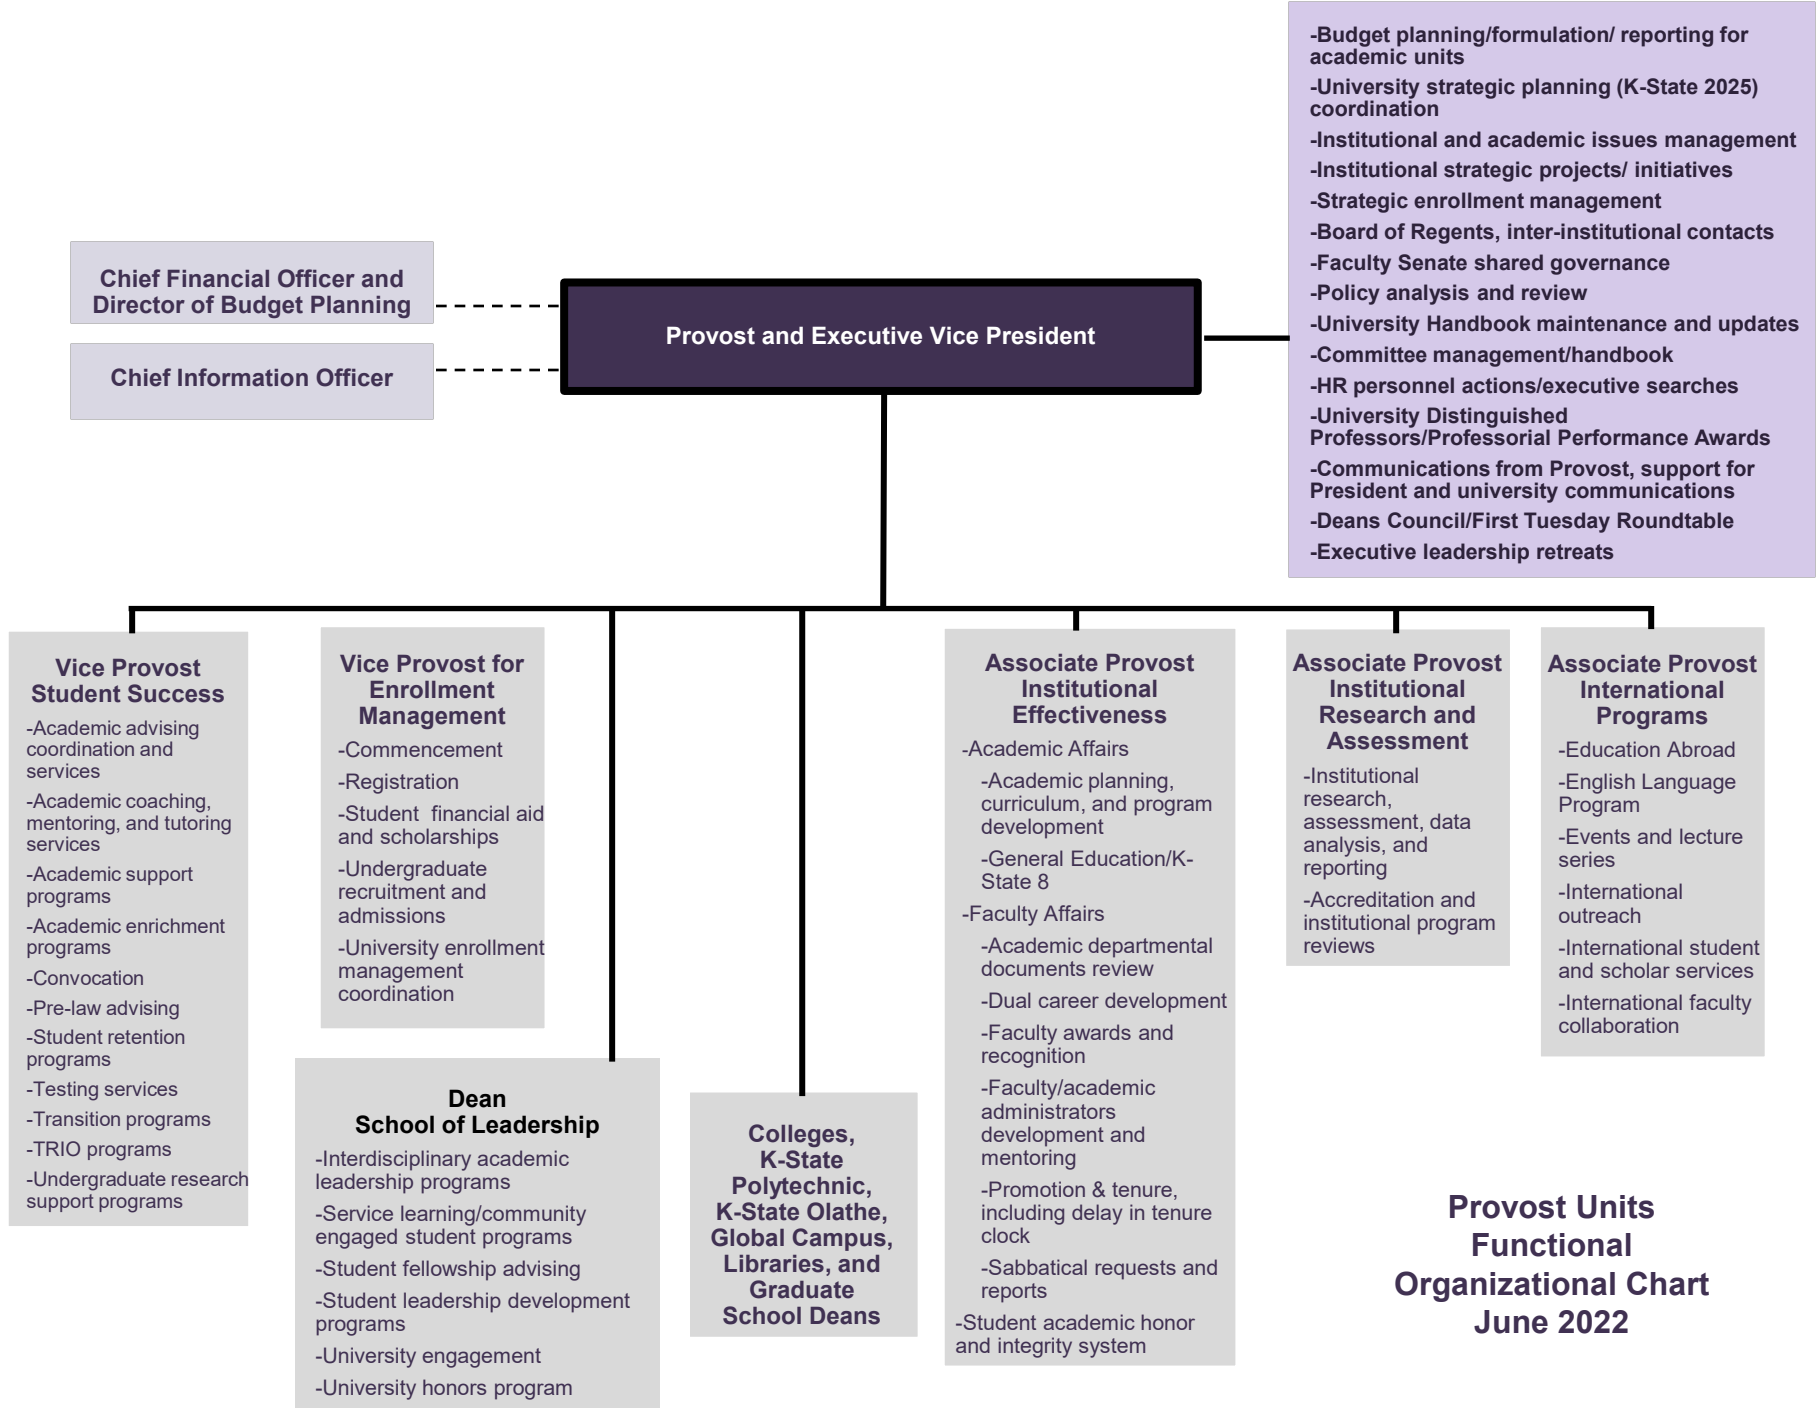 -Budget planning/formulation/ reporting for
academic units
-University strategic planning (K-State 2025)
coordination
-Institutional and academic issues management
-Institutional strategic projects/ initiatives
-Strategic enrollment management
-Board of Regents, inter-institutional contacts
-Faculty Senate shared governance
-Policy analysis and review
-University Handbook maintenance and updates
-Committee management/handbook
-HR personnel actions/executive searches
-University Distinguished
Professors/Professorial Performance Awards
-Communications from Provost, support for
President and university communications
-Deans Council/First Tuesday Roundtable
-Executive leadership retreats
Chief Financial Officer and
Director of Budget Planning
Chief Information Officer
Provost and Executive Vice President
Vice Provost
Student Success
-Academic advising
coordination and
services
-Academic coaching,
mentoring, and tutoring
services
-Academic support
programs
-Academic enrichment
programs
-Convocation
-Pre-law advising
-Student retention
programs
-Testing services
-Transition programs
-TRIO programs
-Undergraduate research
support programs
Vice Provost for
Enrollment
Management
-Commencement
-Registration
-Student  financial aid
and scholarships
-Undergraduate
recruitment and
admissions
-University enrollment
management
coordination
Dean
School of Leadership
-Interdisciplinary academic
leadership programs
-Service learning/community
engaged student programs
-Student fellowship advising
-Student leadership development
programs
-University engagement
-University honors program
Colleges,
K-State
Polytechnic,
K-State Olathe,
Global Campus,
Libraries, and
Graduate
School Deans
Associate Provost
Institutional
Effectiveness
-Academic Affairs
-Academic planning,
curriculum, and program
development
-General Education/K-
State 8
-Faculty Affairs
-Academic departmental
documents review
-Dual career development
-Faculty awards and
recognition
-Faculty/academic
administrators
development and
mentoring
-Promotion & tenure,
including delay in tenure
clock
-Sabbatical requests and
reports
-Student academic honor
and integrity system
Associate Provost
Institutional
Research and
Assessment
-Institutional
research,
assessment, data
analysis, and
reporting
-Accreditation and
institutional program
reviews
Associate Provost
International
Programs
-Education Abroad
-English Language
Program
-Events and lecture
series
-International
outreach
-International student
and scholar services
-International faculty
collaboration
Provost Units
Functional
Organizational Chart
June 2022